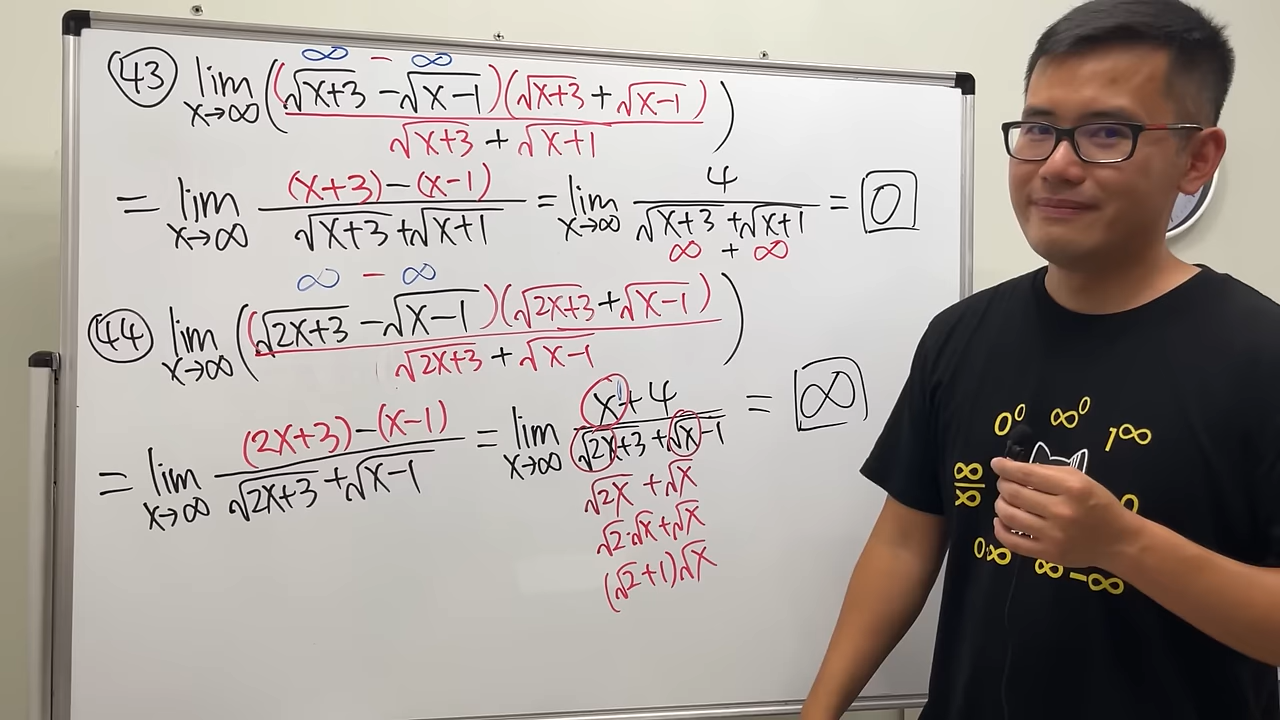 ∞ - ∞
(43) lim x→∞ ( (√(x+3) - √(x-1))(√(x+3) + √(x-1)) / (√(x+3) + √(x+1)) )
= lim x→∞ ((x+3)-(x-1)) / (√(x+3) + √(x+1)) = lim x→∞ 4 / (√(x+3) + √(x+1)) = 0
∞ + ∞
∞ - ∞
(44) lim x→∞ ( (√(2x+3) - √(x-1))(√(2x+3) + √(x-1)) / (√(2x+3) + √(x-1)) )
= lim x→∞ ((2x+3)-(x-1)) / (√(2x+3) + √(x-1)) = lim x→∞ (x¹+4) / (√(2x+3) + √x-1) = ∞
√2x + √x
√2·√x + √x
(√2+1)√x
0⁰ ∞⁰ 1^∞
∞/∞
0·∞ ∞-∞